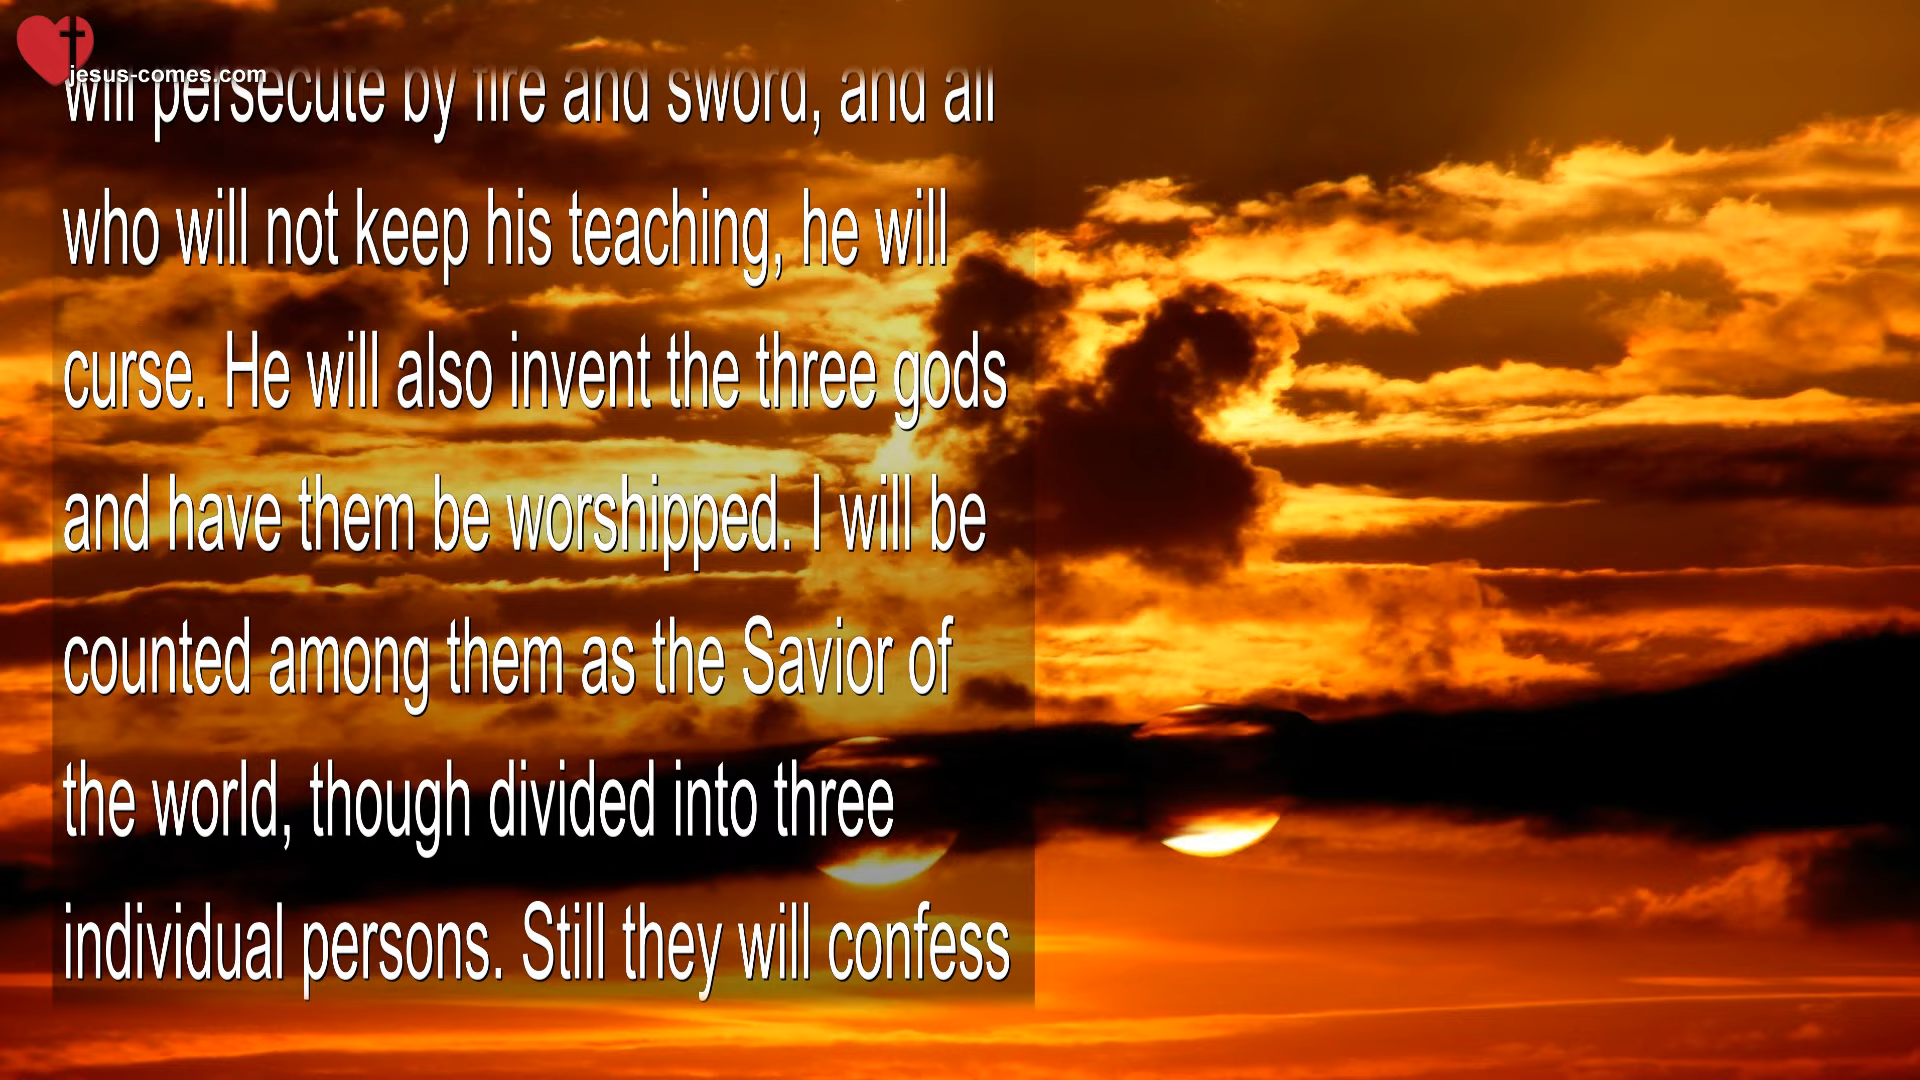 jesus-comes.com
will persecute by fire and sword, and all
who will not keep his teaching, he will
curse. He will also invent the three gods
and have them be worshipped. I will be
counted among them as the Savior of
the world, though divided into three
individual persons. Still they will confess